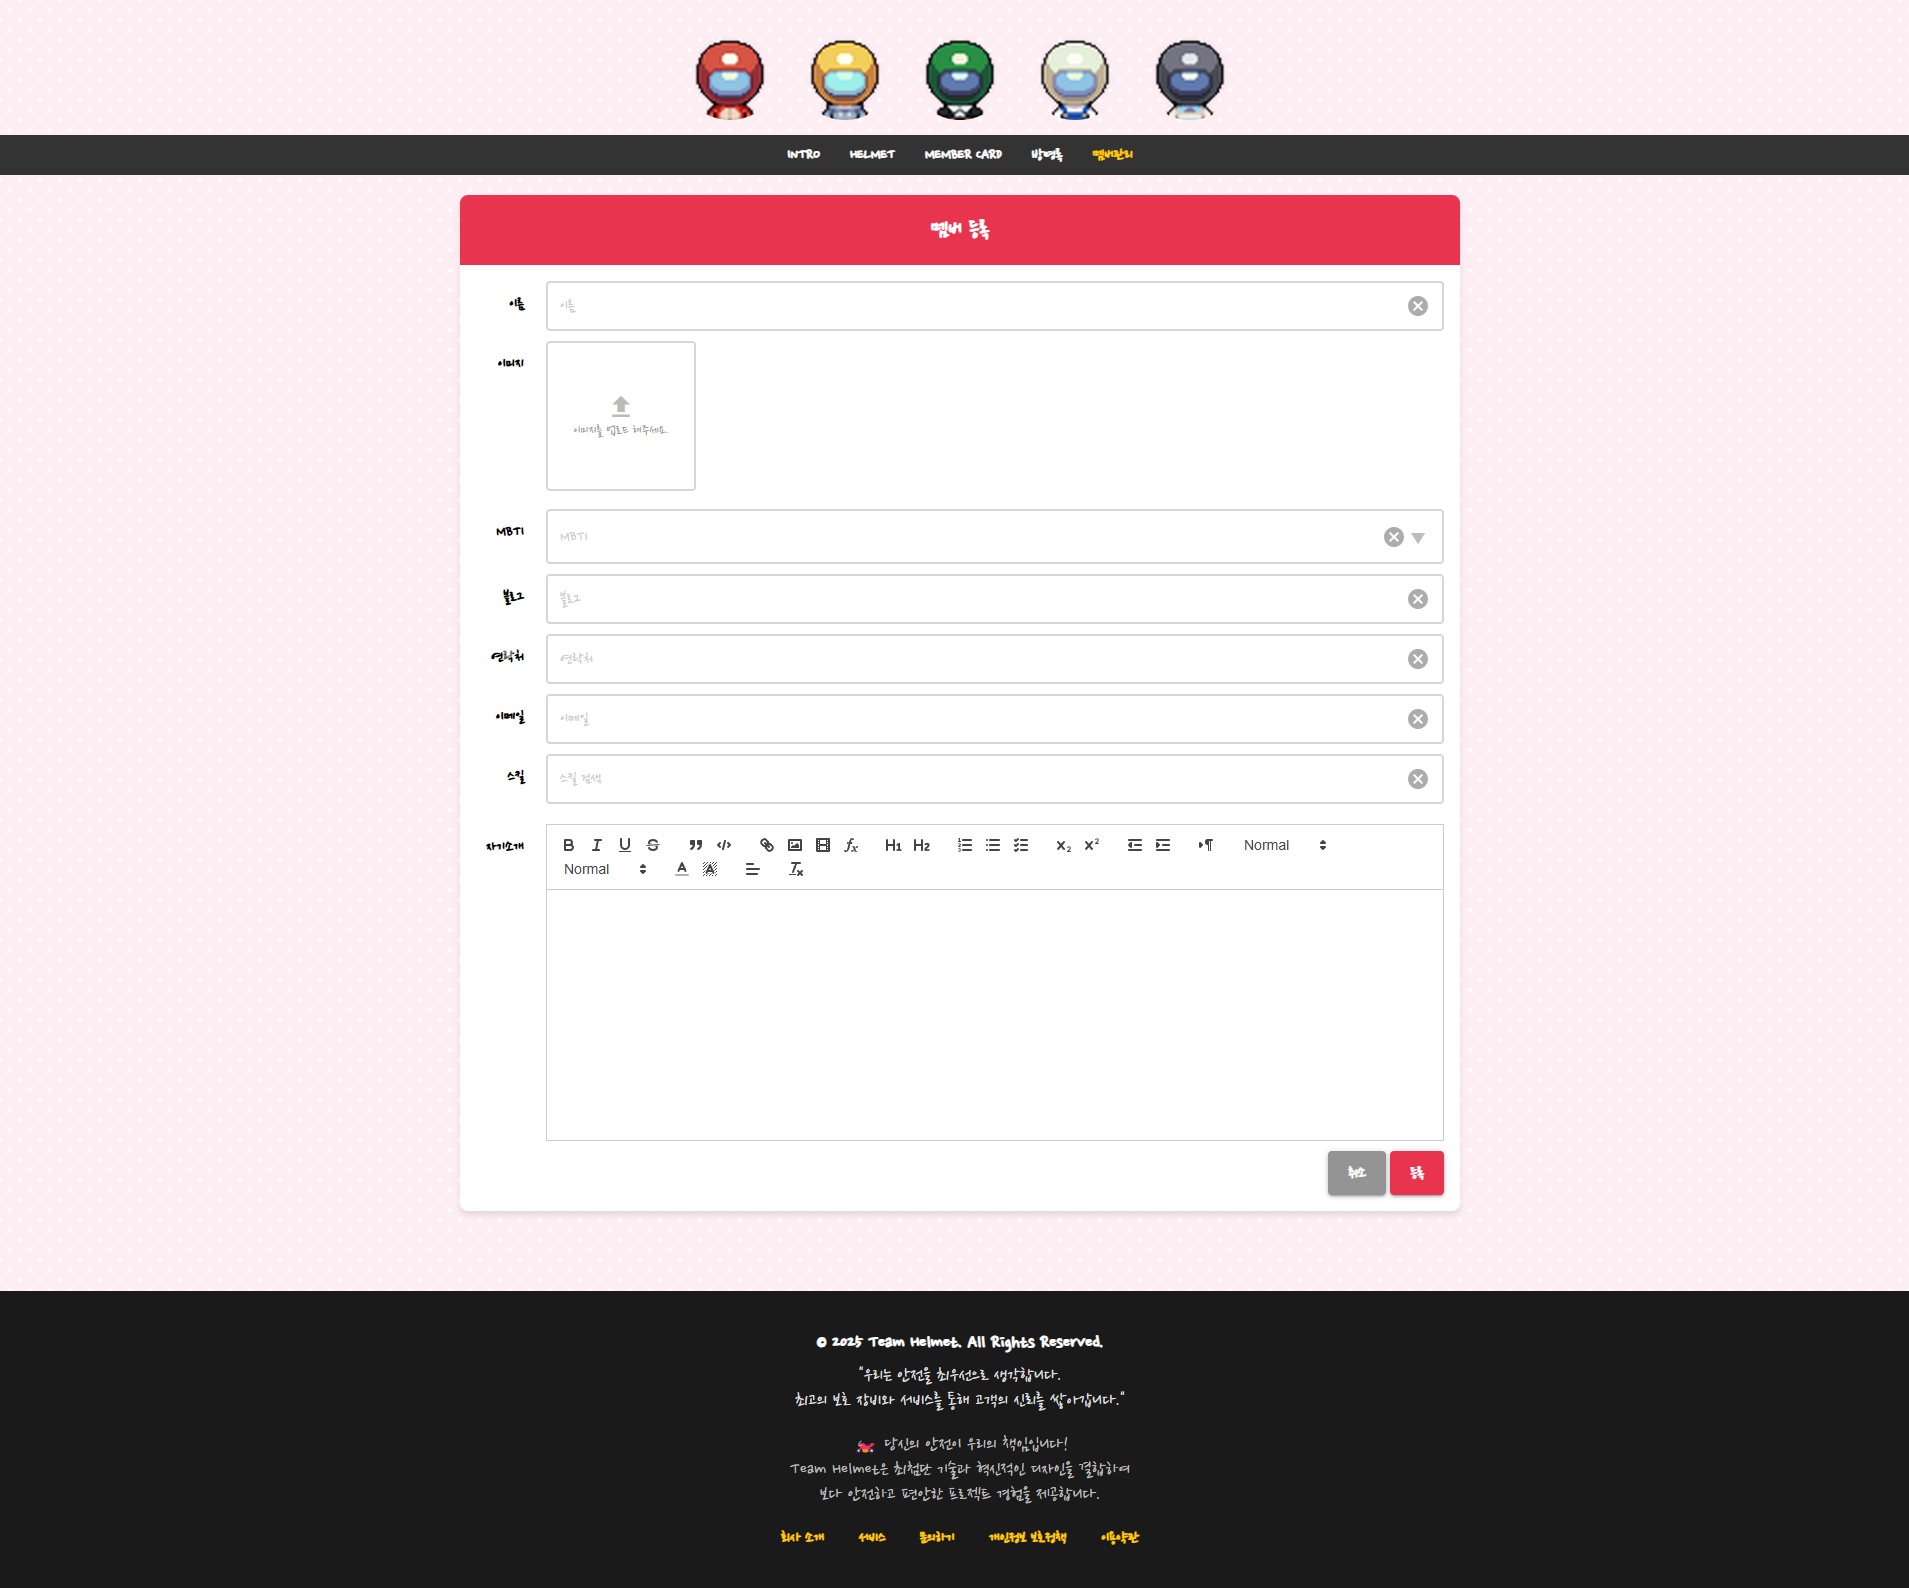 INTRO HELMET MEMBER CARD 방명록 멤버관리
멤버 등록
이름 이름
이미지
이미지를 업로드 해주세요.
MBTI MBTI
블로그 블로그
연락처 연락처
이메일 이메일
스킬 스킬 검색
자기소개 B I U S H1 H2 x₂ x² Normal
Normal A A Tx
취소 등록
© 2025 Team Helmet. All Rights Reserved.
"우리는 안전을 최우선으로 생각합니다.
최고의 보호 장비와 서비스를 통해 고객의 신뢰를 쌓아갑니다."
당신의 안전이 우리의 책임입니다!
Team Helmet은 최첨단 기술과 혁신적인 디자인을 결합하여
보다 안전하고 편안한 프로젝트 경험을 제공합니다.
회사 소개 서비스 문의하기 개인정보 보호정책 이용약관